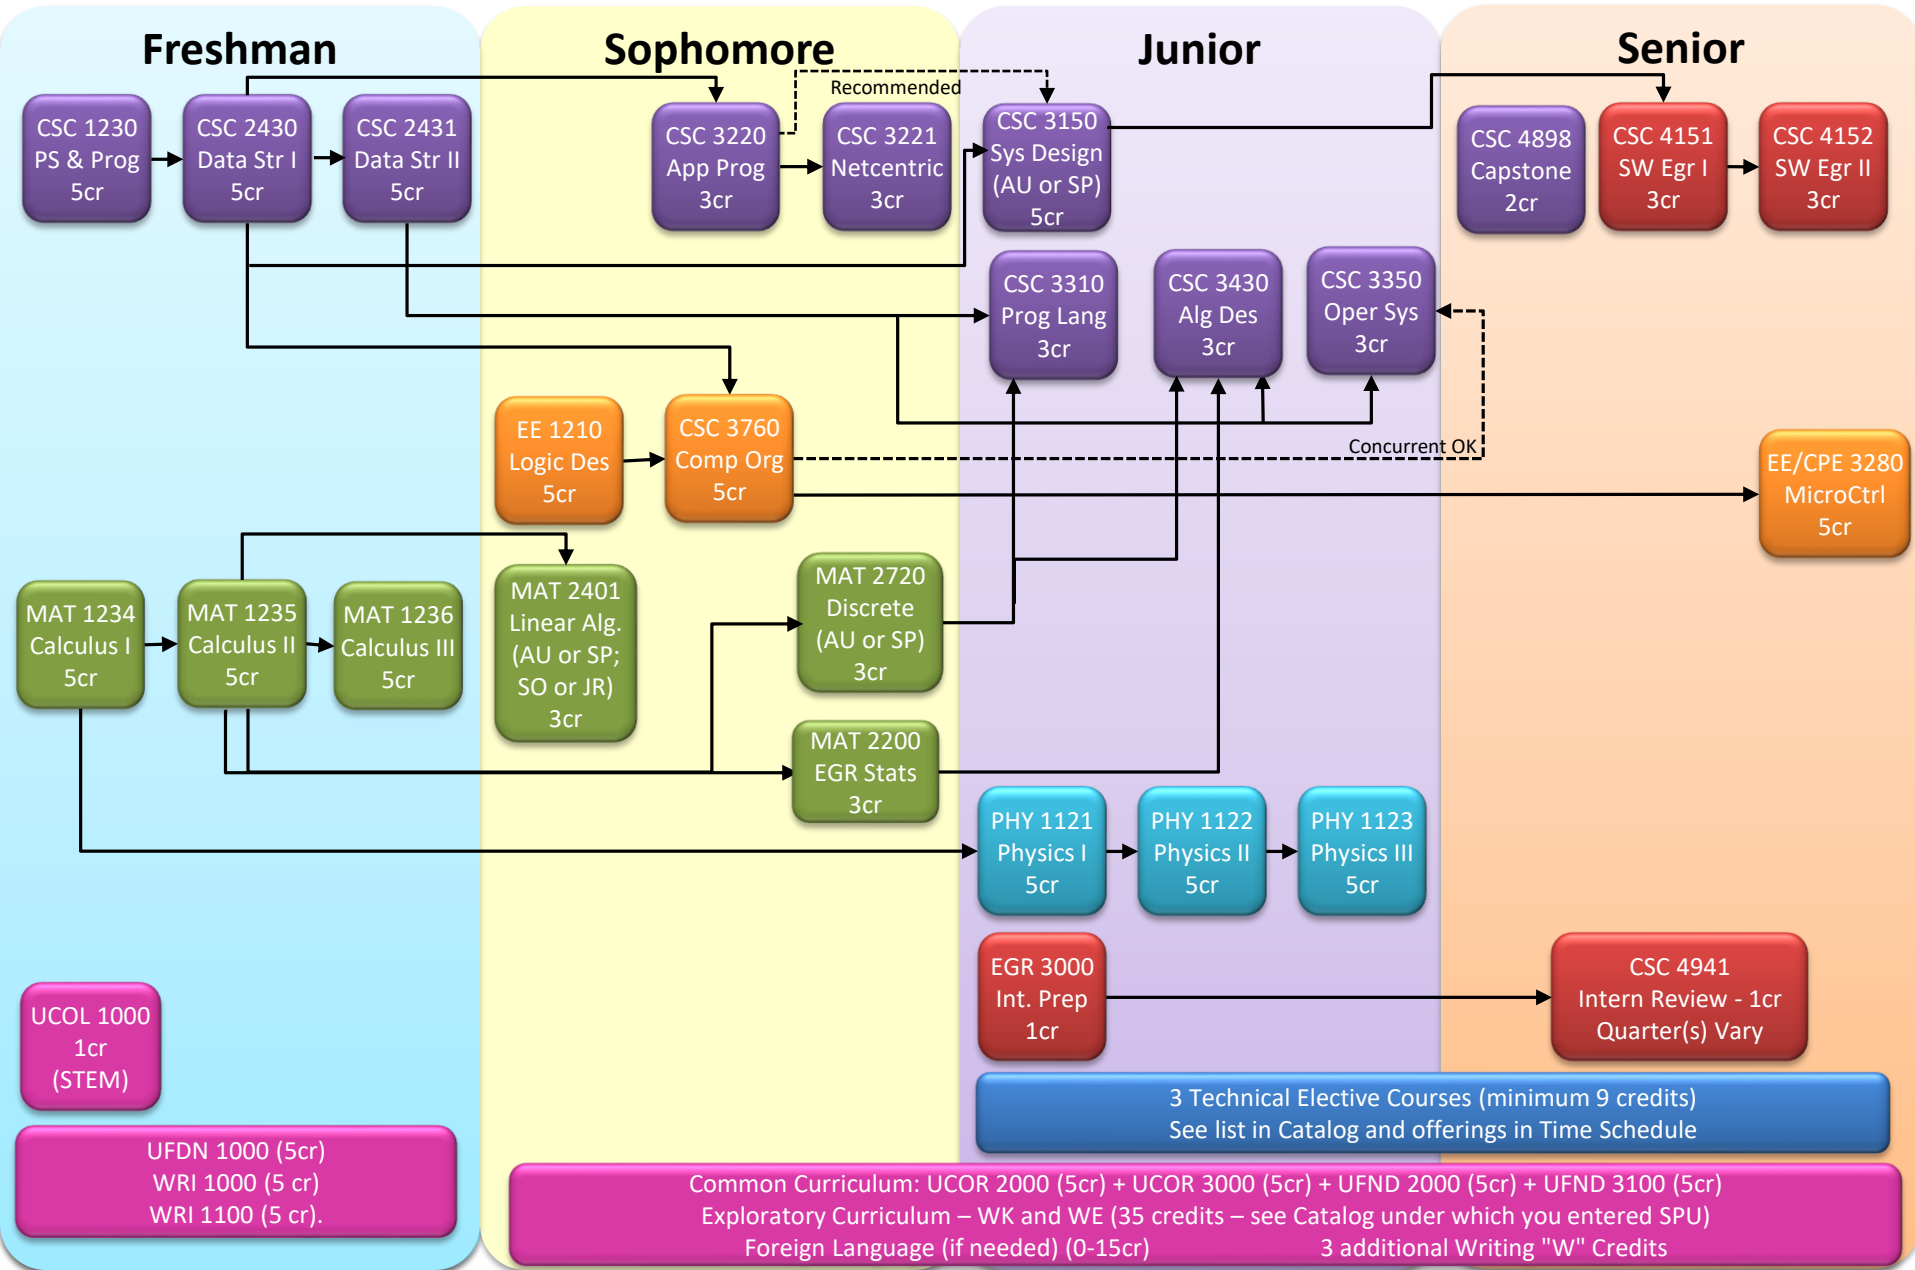 Freshman
Sophomore
Junior
Senior
Recommended
CSC 1230
PS & Prog
5cr
CSC 2430
Data Str I
5cr
CSC 2431
Data Str II
5cr
CSC 3220
App Prog
3cr
CSC 3221
Netcentric
3cr
CSC 3150
Sys Design
(AU or SP)
5cr
CSC 4898
Capstone
2cr
CSC 4151
SW Egr I
3cr
CSC 4152
SW Egr II
3cr
CSC 3310
Prog Lang
3cr
CSC 3430
Alg Des
3cr
CSC 3350
Oper Sys
3cr
EE 1210
Logic Des
5cr
CSC 3760
Comp Org
5cr
Concurrent OK
EE/CPE 3280
MicroCtrl
5cr
MAT 1234
Calculus I
5cr
MAT 1235
Calculus II
5cr
MAT 1236
Calculus III
5cr
MAT 2401
Linear Alg.
(AU or SP;
SO or JR)
3cr
MAT 2720
Discrete
(AU or SP)
3cr
MAT 2200
EGR Stats
3cr
PHY 1121
Physics I
5cr
PHY 1122
Physics II
5cr
PHY 1123
Physics III
5cr
EGR 3000
Int. Prep
1cr
CSC 4941
Intern Review - 1cr
Quarter(s) Vary
UCOL 1000
1cr
(STEM)
3 Technical Elective Courses (minimum 9 credits)
See list in Catalog and offerings in Time Schedule
UFDN 1000 (5cr)
WRI 1000 (5 cr)
WRI 1100 (5 cr).
Common Curriculum: UCOR 2000 (5cr) + UCOR 3000 (5cr) + UFND 2000 (5cr) + UFND 3100 (5cr)
Exploratory Curriculum – WK and WE (35 credits – see Catalog under which you entered SPU)
Foreign Language (if needed) (0-15cr) 3 additional Writing "W" Credits